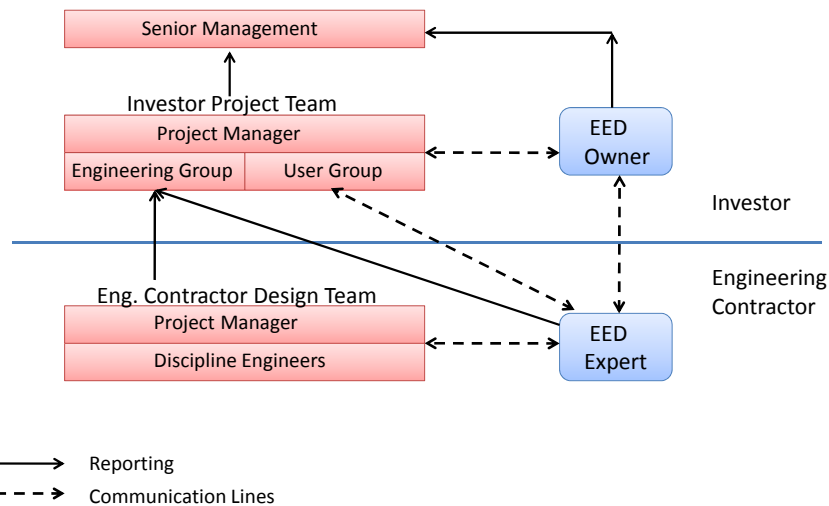 Senior Management
Investor Project Team
Project Manager
Engineering Group
User Group
EED
Owner
Investor
Engineering
Contractor
Eng. Contractor Design Team
Project Manager
Discipline Engineers
EED
Expert
Reporting
Communication Lines